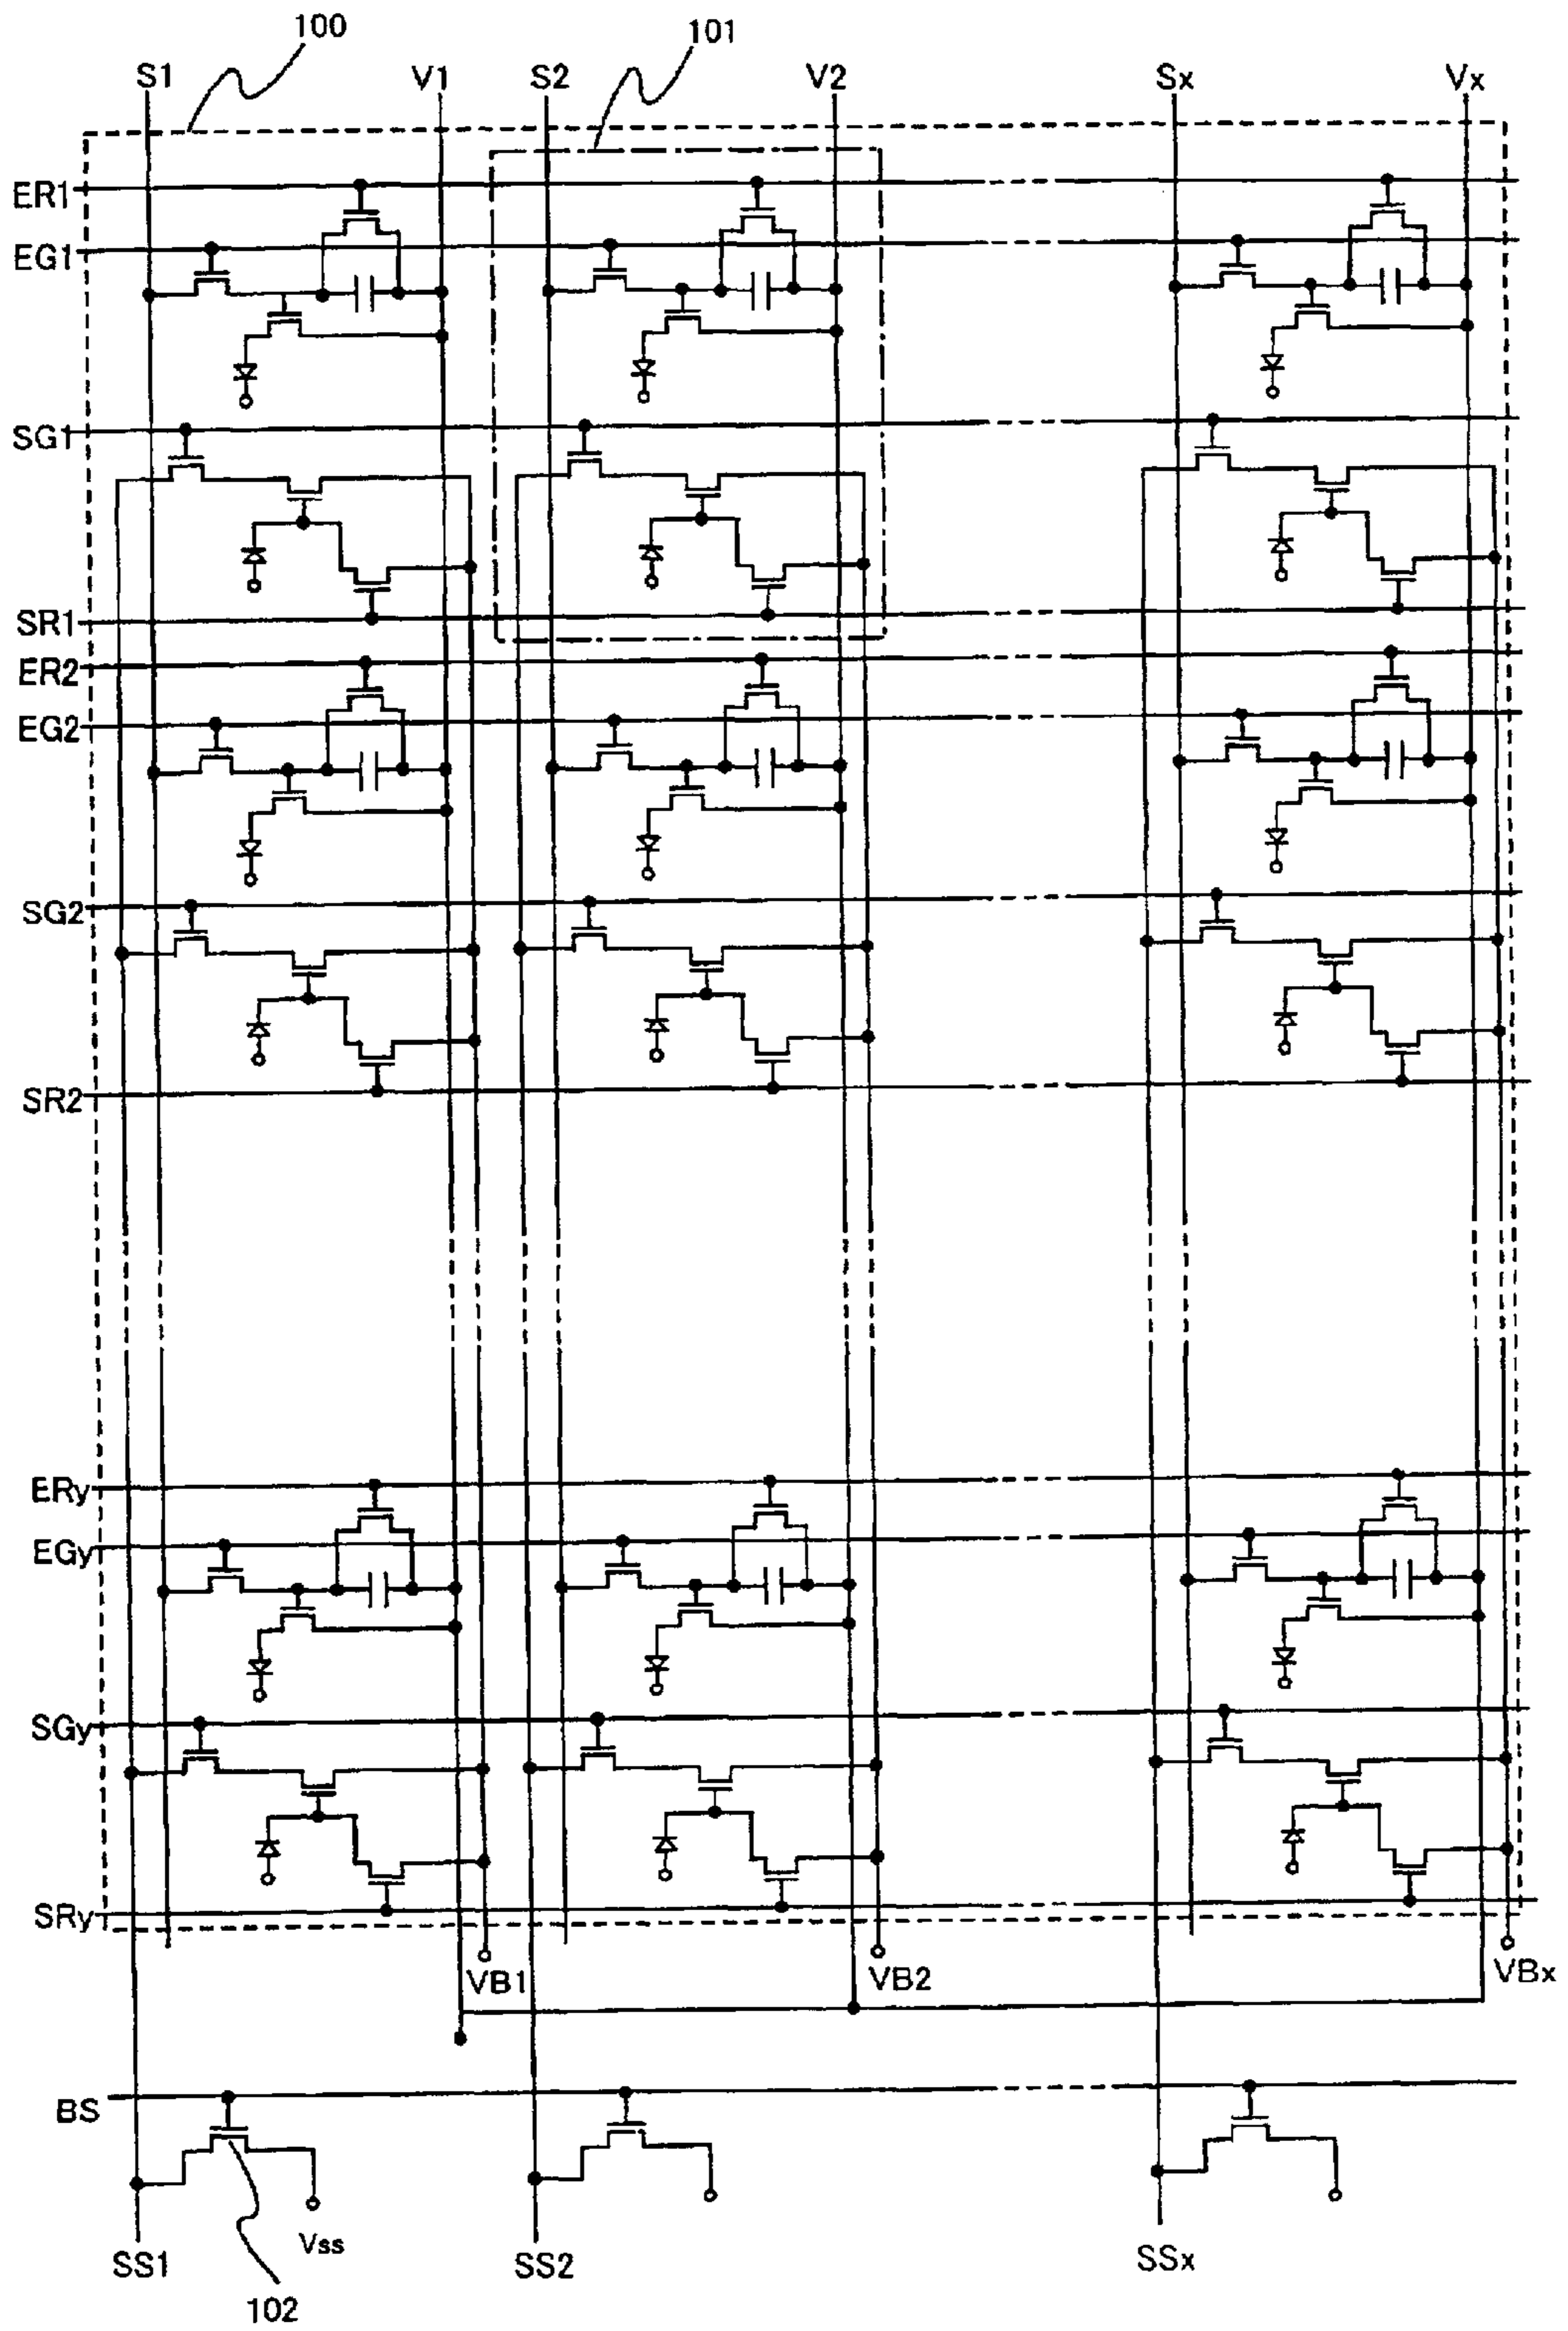 100
101
S1 V1 S2 V2 Sx Vx
ER1
EG1
SG1
SR1
ER2
EG2
SG2
SR2
ERy
EGy
SGy
SRy
VB1 VB2 VBx
BS
Vss
SS1 SS2 SSx
102